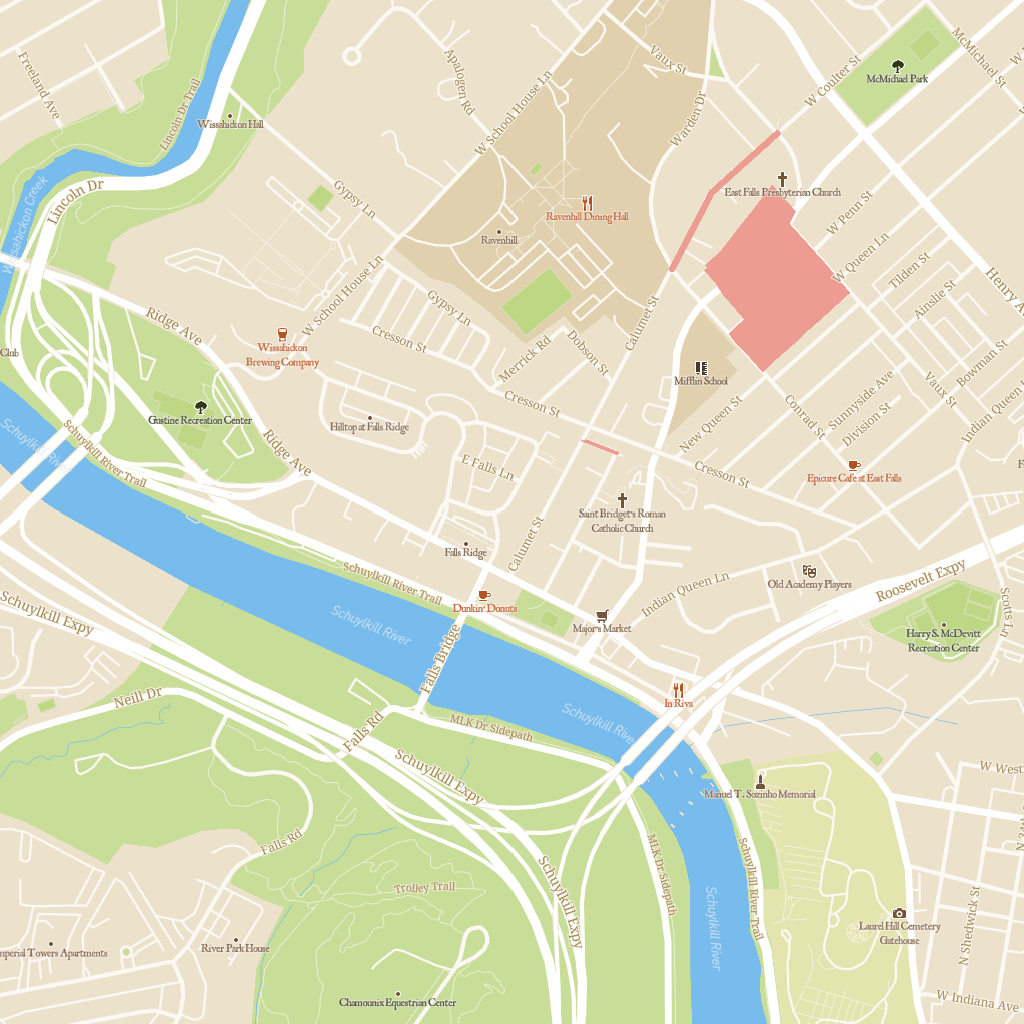 Vaux St
McMichael St
Freeland Ave
Apalogen Rd
W Coulter St
McMichael Park
Lincoln Dr Trail
W School House Ln
Warden Dr
Wissahickon Hall
Wissahickon Creek
Lincoln Dr
Gypsy Ln
East Falls Presbyterian Church
Ravenhill Dining Hall
Ravenhill
W Penn St
W Queen Ln
Tilden St
Henry A
W School House Ln
Ainslie St
Gypsy Ln
Calumet St
Ridge Ave
Cresson St
Wissahickon
Brewing Company
Club
Merrick Rd
Dobson St
Mifflin School
Bowman St
Vaux St
Sunnyside Ave
Indian Queen
Cresson St
Conrad St
Division St
New Queen St
Gustine Recreation Center
Hilltop at Falls Ridge
Schuylkill River
Schuylkill River Trail
Ridge Ave
E Falls Ln
Cresson St
Epicure Cafe at East Falls
F
Saint Bridget's Roman
Catholic Church
Calumet St
Falls Ridge
Schuylkill River Trail
Indian Queen Ln
Old Academy Players
Roosevelt Expy
Scotts Ln
Dunkin' Donuts
Schuylkill Expy
Schuylkill River
Major's Market
Harry S. McDevitt
Recreation Center
Falls Bridge
Neill Dr
In Riva
Schuylkill River
Falls Rd
MLK Dr Sidepath
Schuylkill Expy
W West
Manuel T. Sozinho Memorial
Falls Rd
MLK Dr Sidepath
Schuylkill River Trail
Schuylkill Expy
Trolley Trail
Schuylkill River
N Shedwick St
Laurel Hill Cemetery
Gatehouse
mperial Towers Apartments
River Park House
Chamounix Equestrian Center
W Indiana Ave